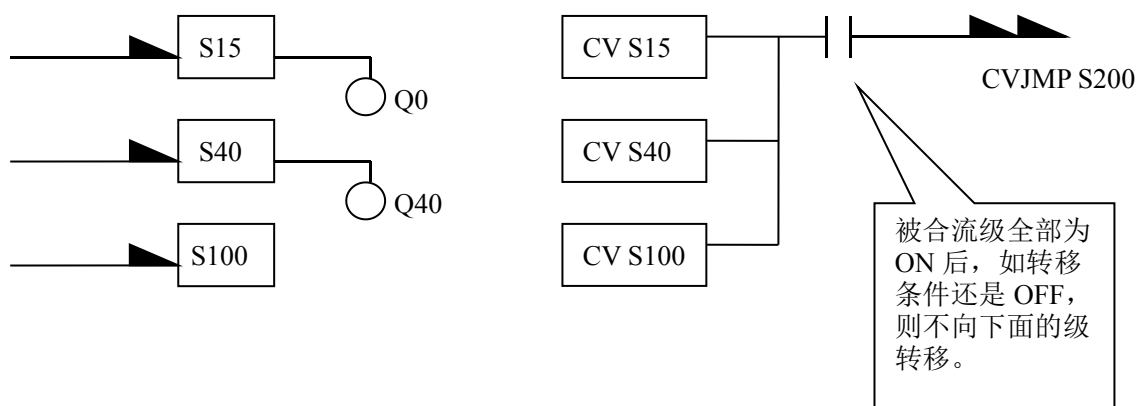 S15
Q0
S40
Q40
S100
CV S15
CVJMP S200
CV S40
CV S100
被合流级全部为
ON 后，如转移
条件还是 OFF，
则不向下面的级
转移。